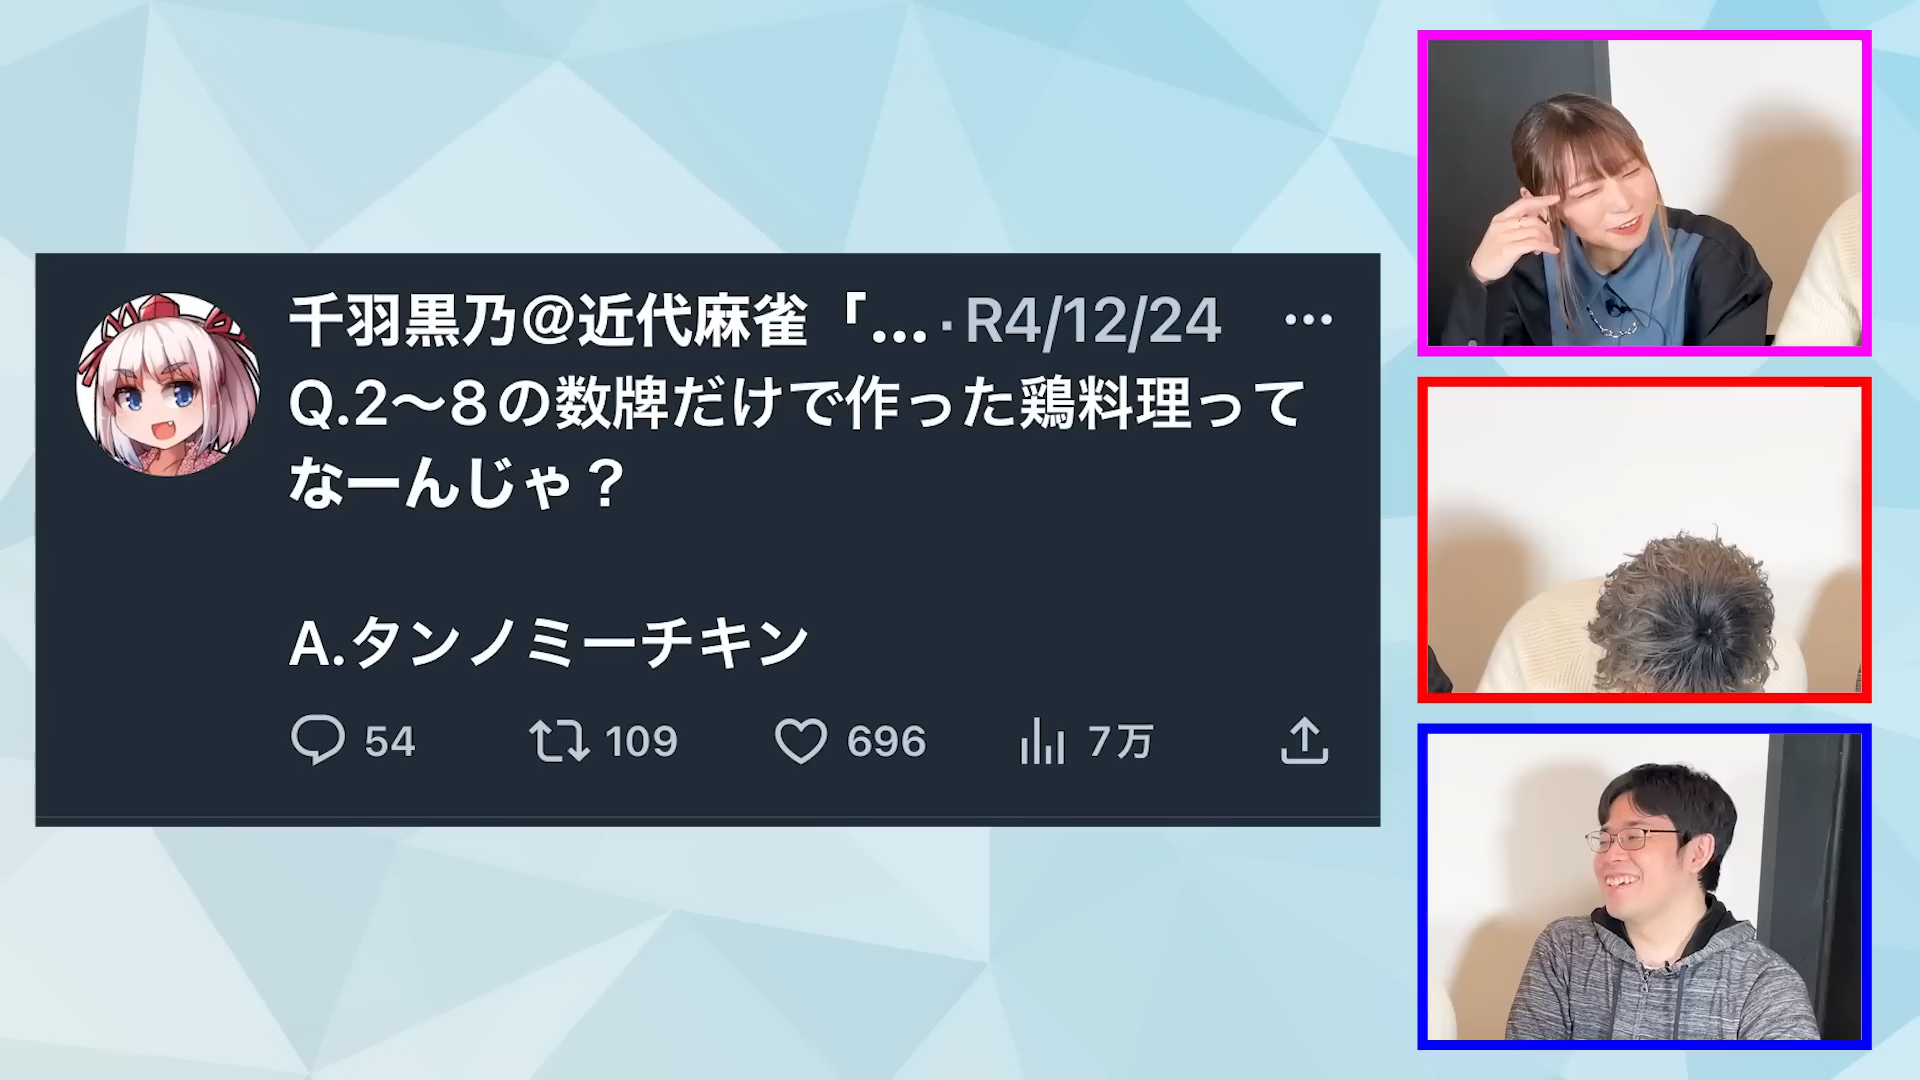 千羽黒乃@近代麻雀「... · R4/12/24
Q.2〜8の数牌だけで作った鶏料理って
なーんじゃ？
A.タンノミーチキン
54 109 696 7万